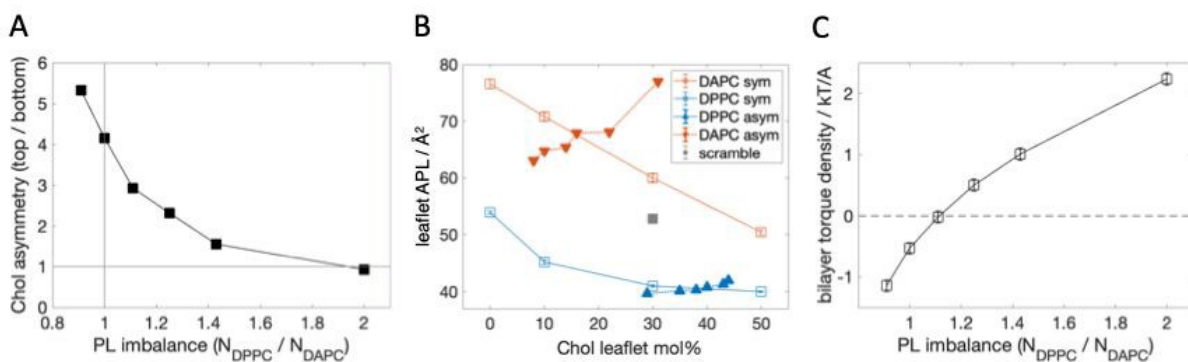 A
Chol asymmetry (top / bottom)
6
5
4
3
2
1
0
0.8 1 1.2 1.4 1.6 1.8 2
PL imbalance (N_DPPC / N_DAPC)
B
leaflet APL / Å²
80
70
60
50
40
DAPC sym
DPPC sym
DPPC asym
DAPC asym
scramble
0 10 20 30 40 50
Chol leaflet mol%
C
bilayer torque density / kT/A
2
1
0
-1
1 1.2 1.4 1.6 1.8 2
PL imbalance (N_DPPC / N_DAPC)